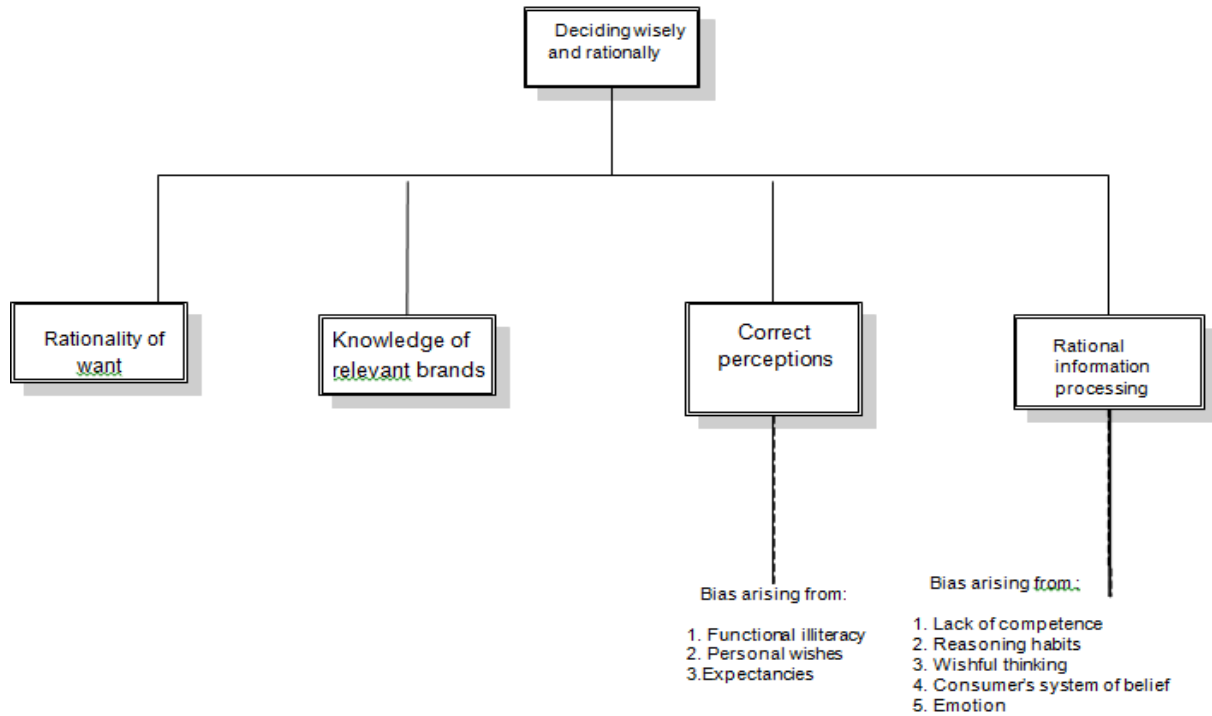 Deciding wisely
and rationally
Rationality of
want
Knowledge of
relevant brands
Correct
perceptions
Rational
information
processing
Bias arising from:
1. Functional illiteracy
2. Personal wishes
3.Expectancies
Bias arising from :
1. Lack of competence
2. Reasoning habits
3. Wishful thinking
4. Consumer's system of belief
5. Emotion